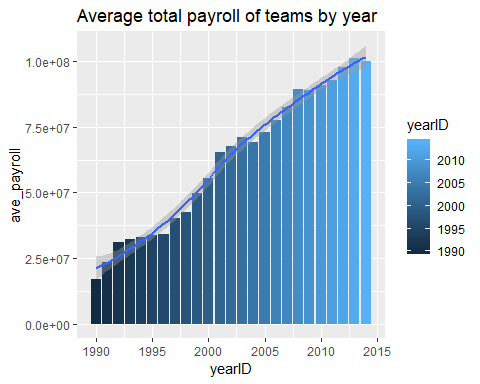 Average total payroll of teams by year
ave_payroll
1.0e+08
7.5e+07
5.0e+07
2.5e+07
0.0e+00
1990 1995 2000 2005 2010 2015
yearID
yearID
2010
2005
2000
1995
1990